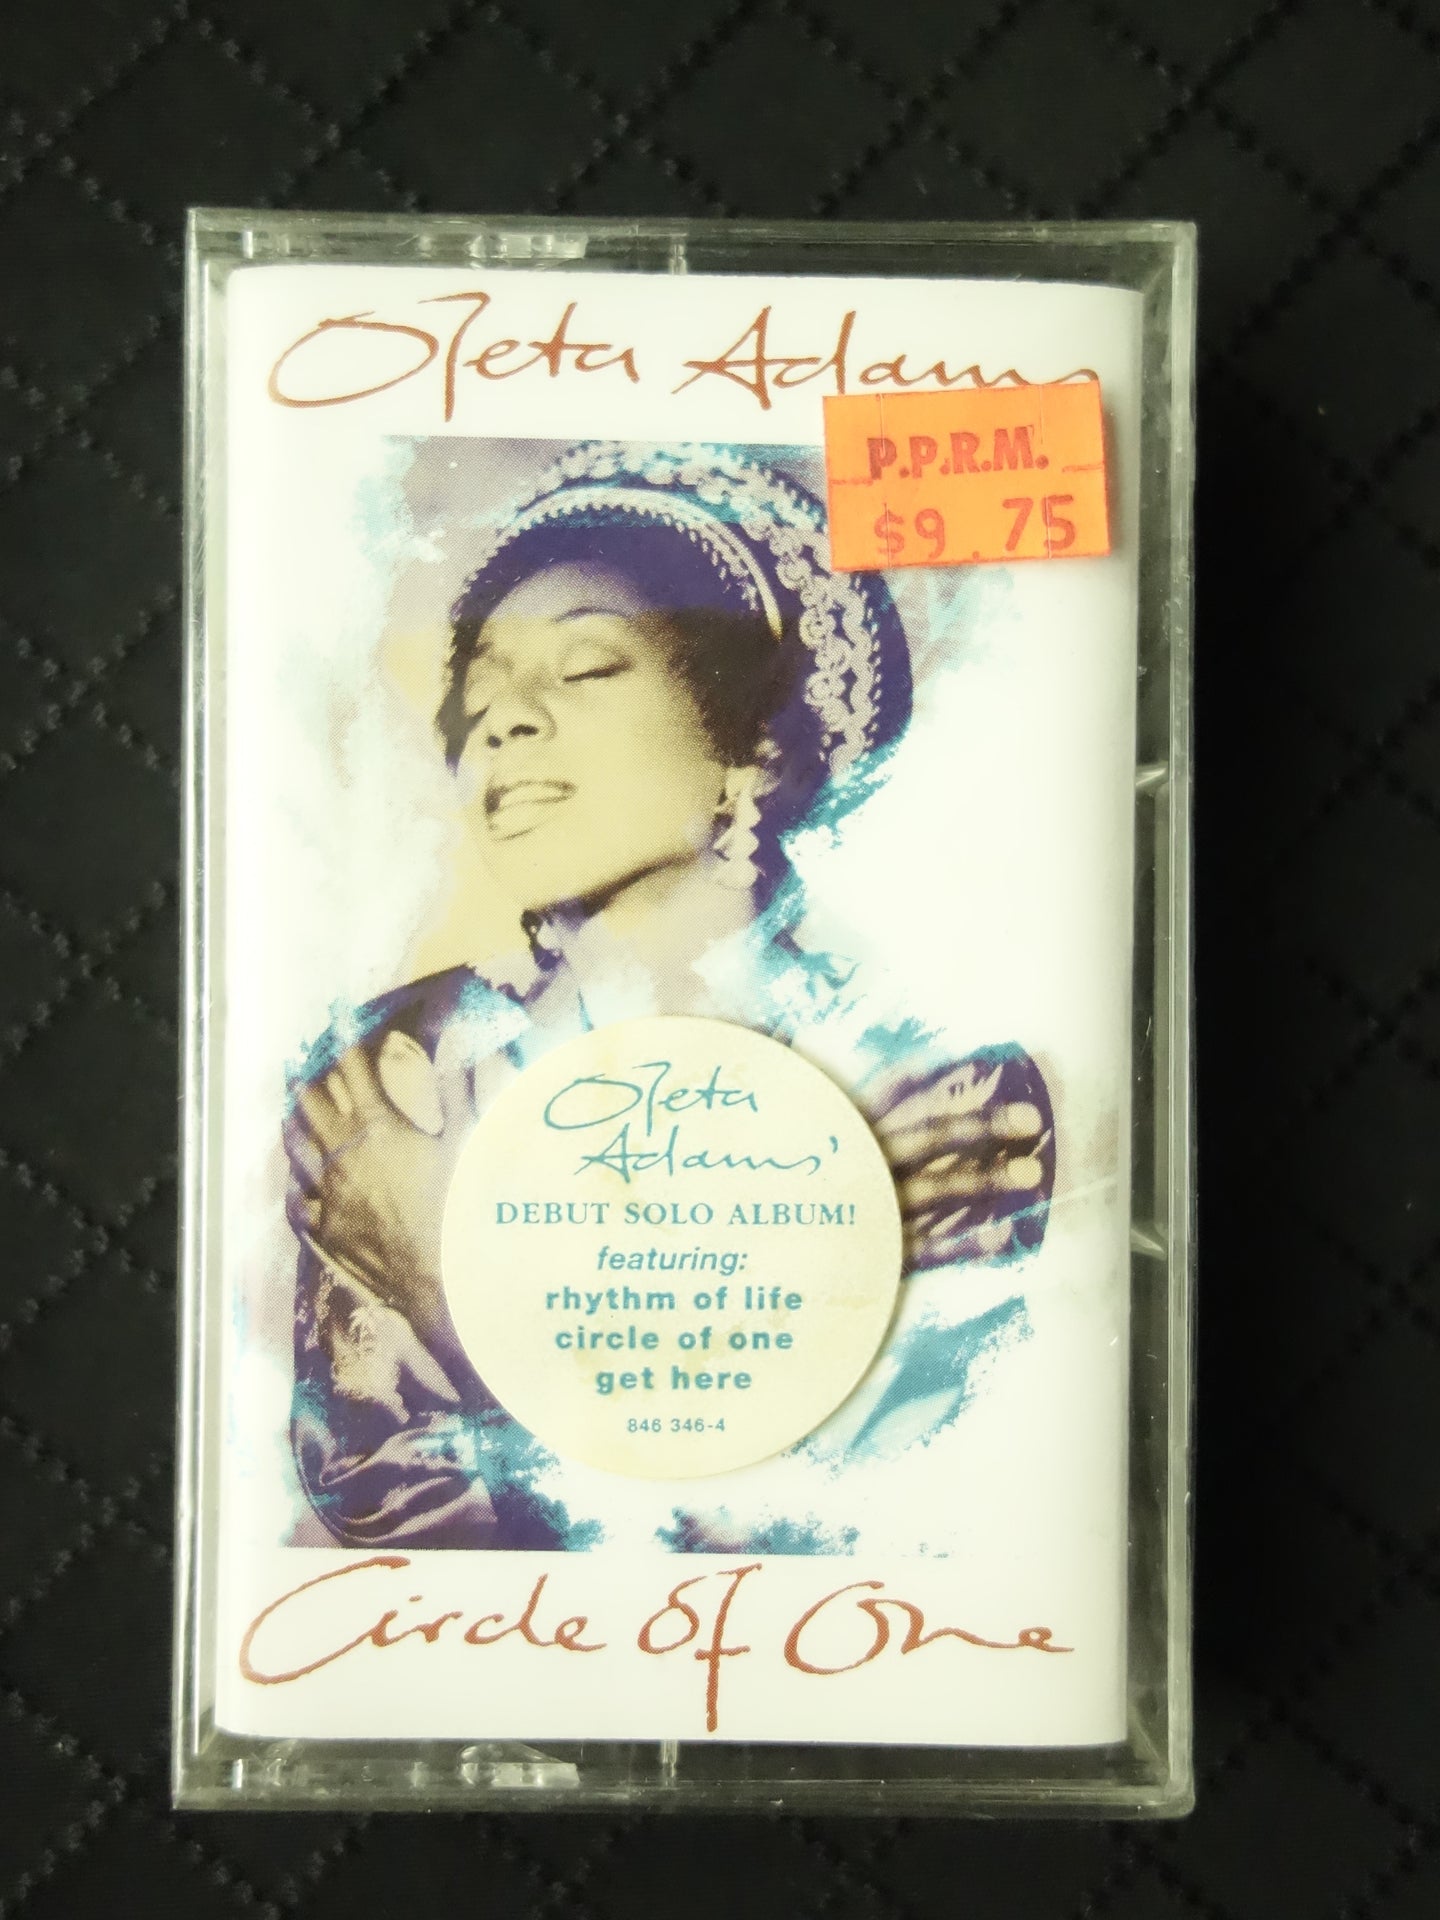 Oleta Adams
P.P.R.M.
$9.75
Oleta
Adams'
DEBUT SOLO ALBUM!
featuring:
rhythm of life
circle of one
get here
846 346-4
Circle of One